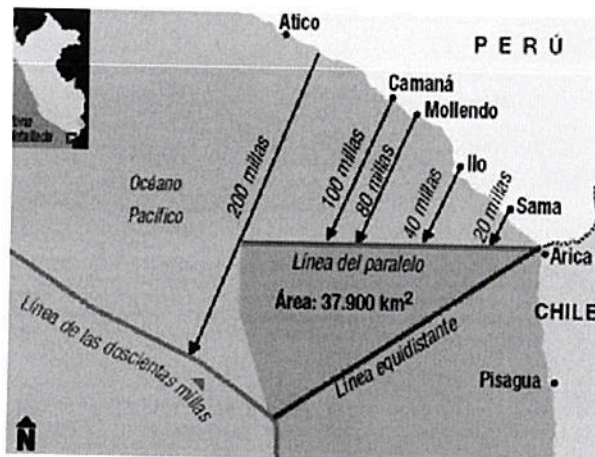 Atico
PERÚ
Camaná
Mollendo
Ilo
Sama
Arica
CHILE
Pisagua
Océano
Pacífico
200 millas
100 millas
80 millas
40 millas
20 millas
Línea del paralelo
Área: 37.900 km²
Línea equidistante
Línea de las doscientas millas
N